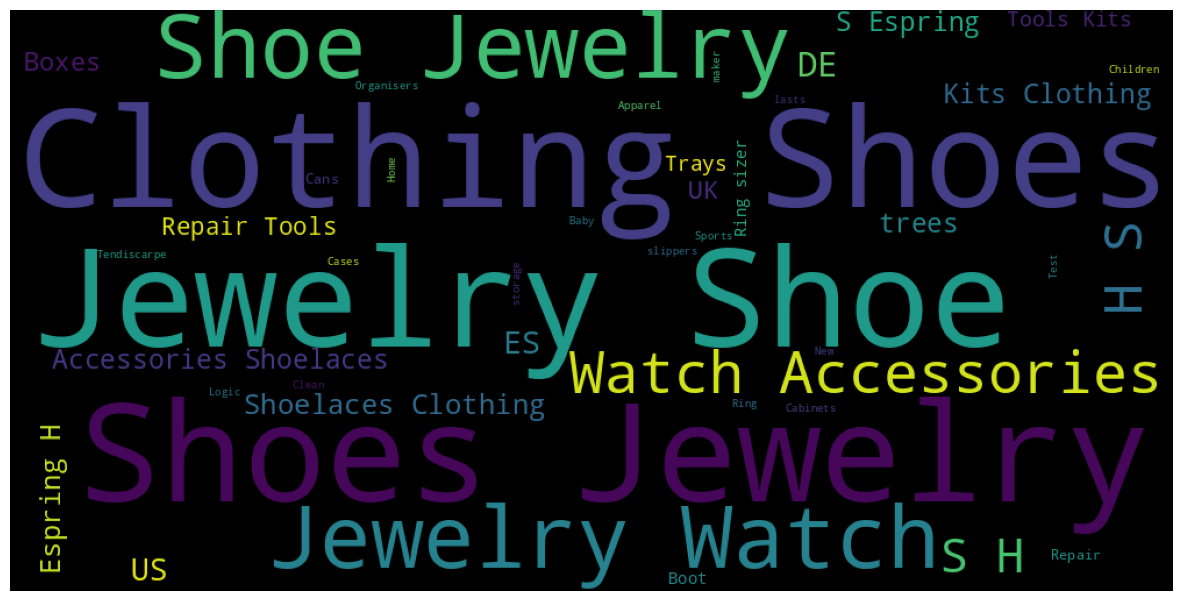 Shoe Jewelry
S Espring
Tools Kits
Boxes
DE
maker
Children
Organisers
Kits Clothing
Apparel
lasts
Clothing
Shoes
Trays
Home
Cans
UK
Ring sizer
Repair Tools
Baby
trees
Sports
H S
Tendiscarpe
slippers
Cases
Jewelry Shoe
storage
Test
ES
Accessories Shoelaces
New
Watch Accessories
Clean
Logic
Shoelaces Clothing
Ring
Cabinets
Shoes Jewelry
Espring H
Jewelry Watch
S H
Repair
US
Boot